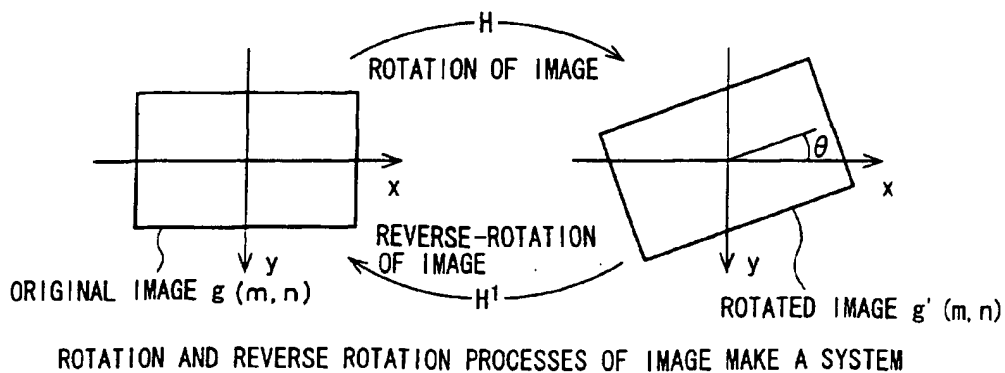 H
ROTATION OF IMAGE
θ
x
x
REVERSE-ROTATION
OF IMAGE
y
y
ORIGINAL IMAGE g (m, n)
H¹
ROTATED IMAGE g' (m, n)
ROTATION AND REVERSE ROTATION PROCESSES OF IMAGE MAKE A SYSTEM